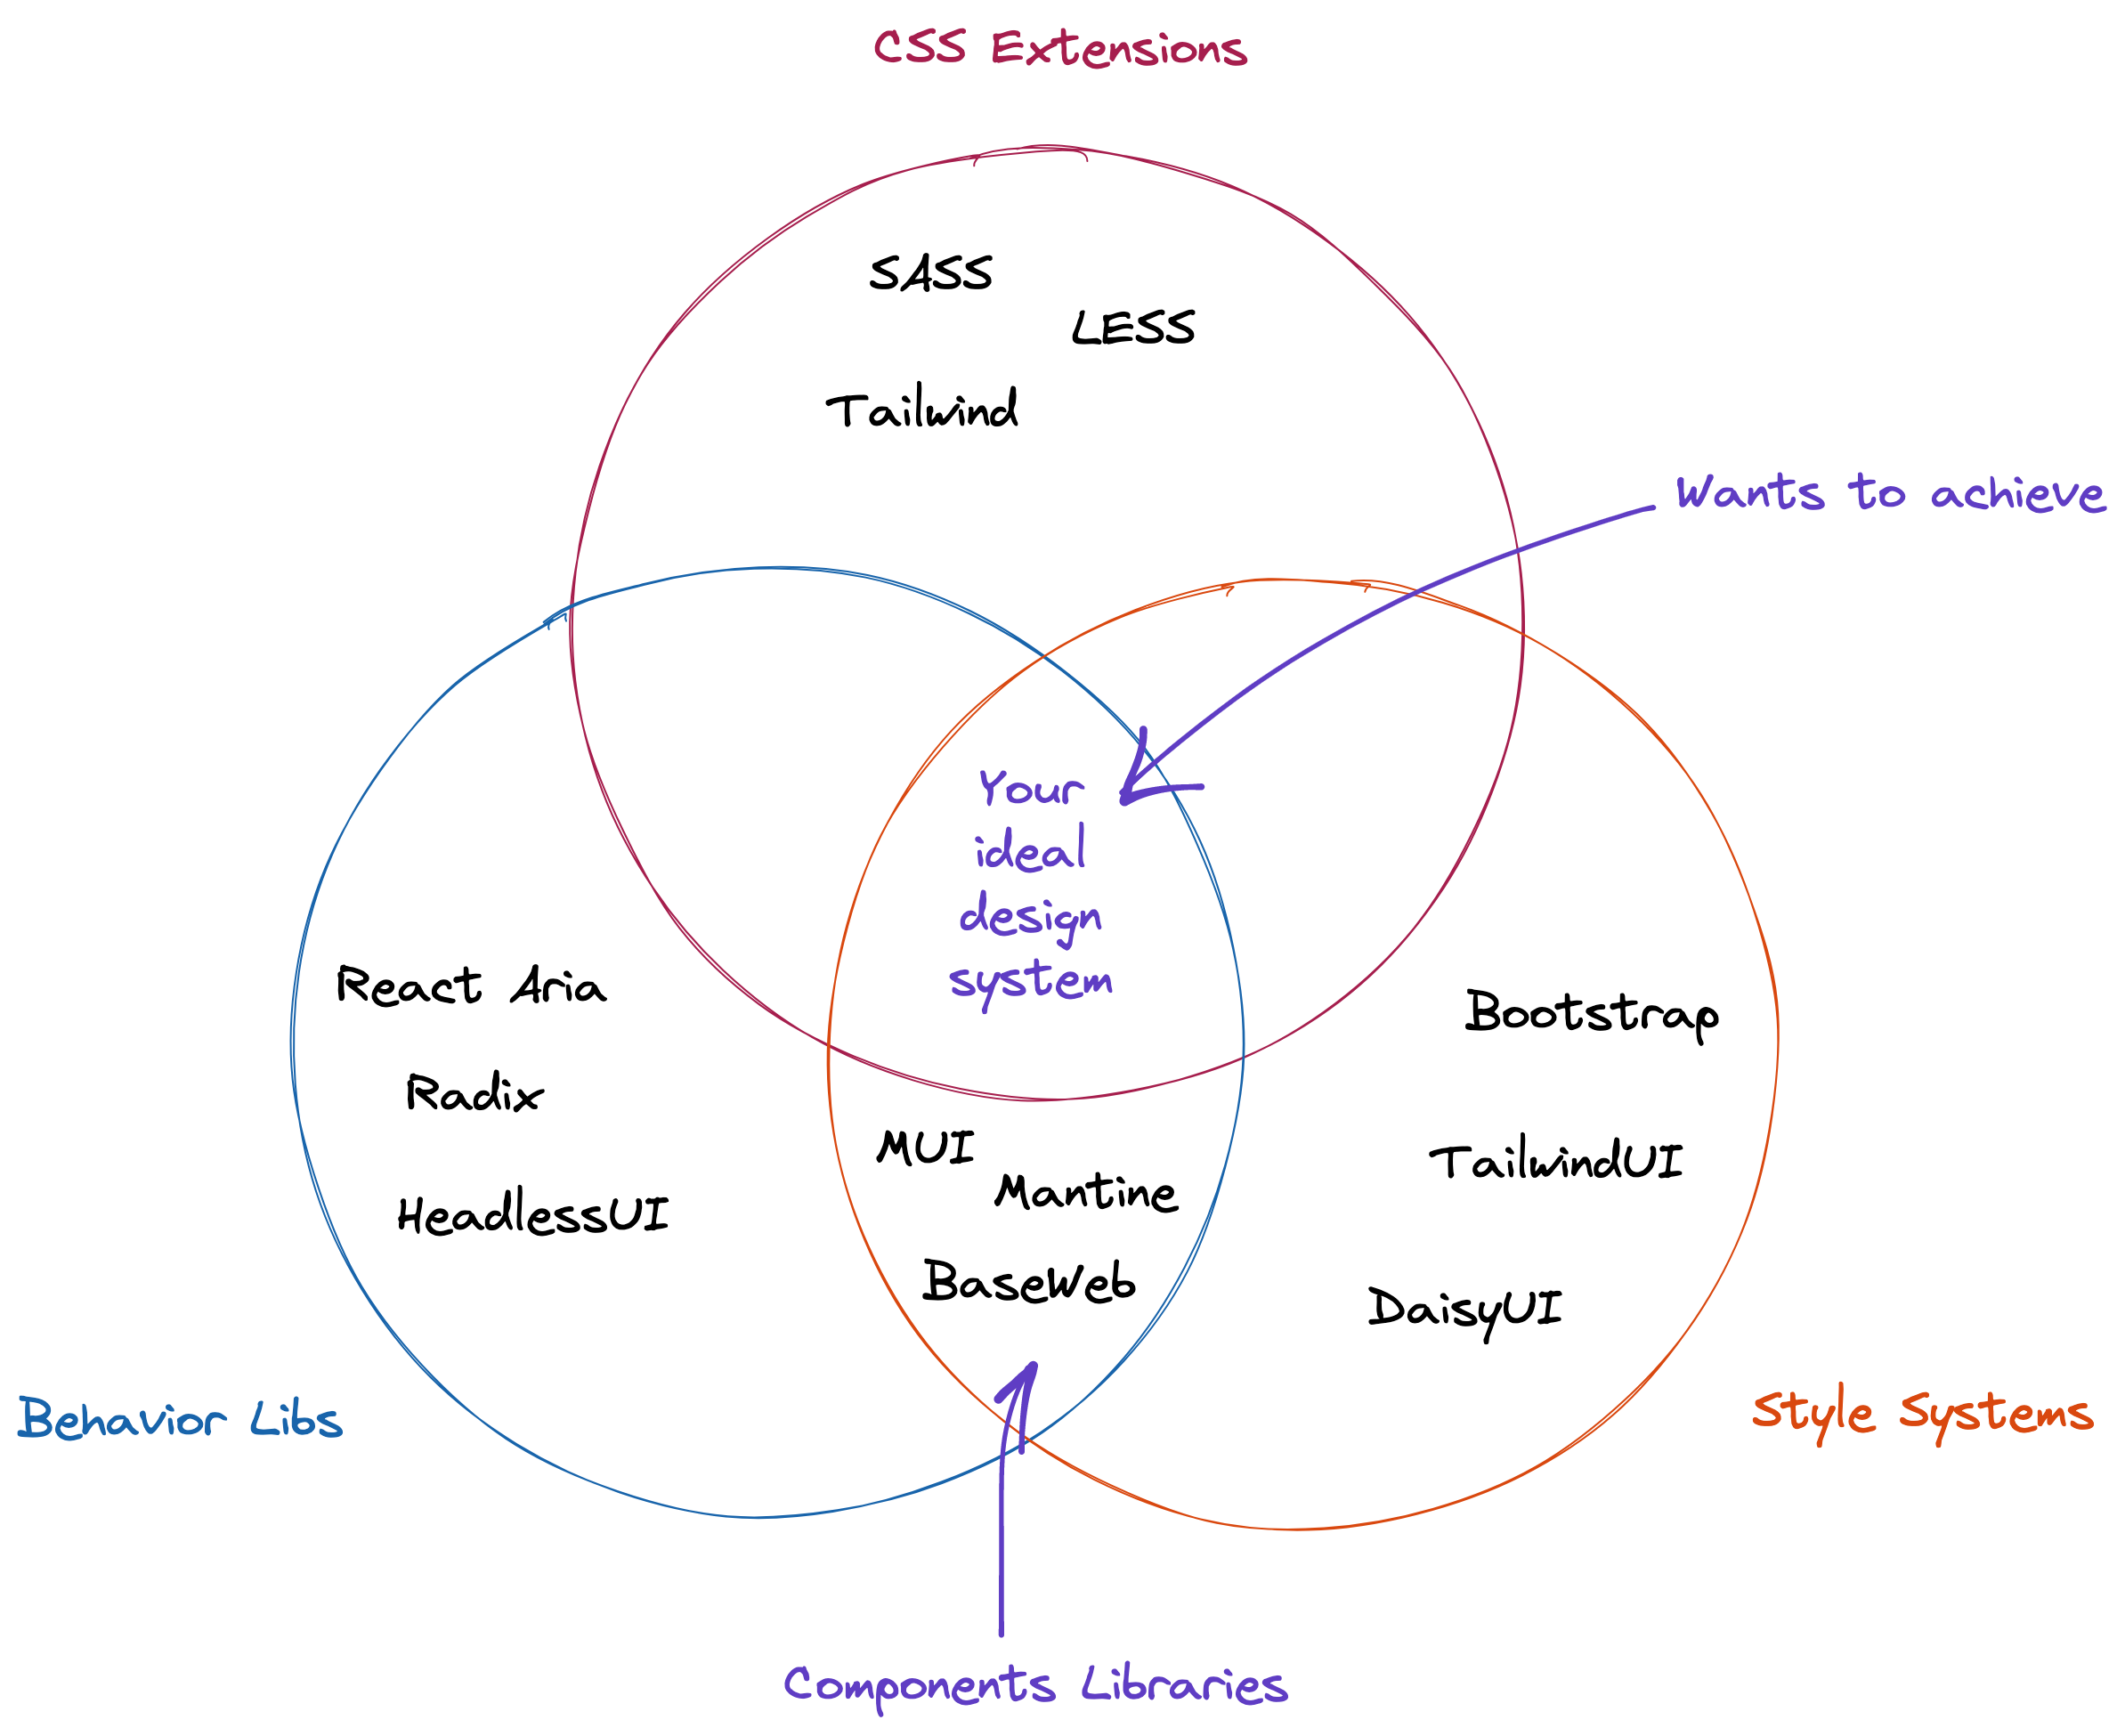 CSS Extensions
SASS
LESS
Tailwind
Wants to achieve
Your
ideal
design
system
React Aria
Radix
HeadlessUI
MUI
Mantine
BaseWeb
Bootstrap
TailwindUI
DaisyUI
Behavior Libs
Style Systems
Components Libraries